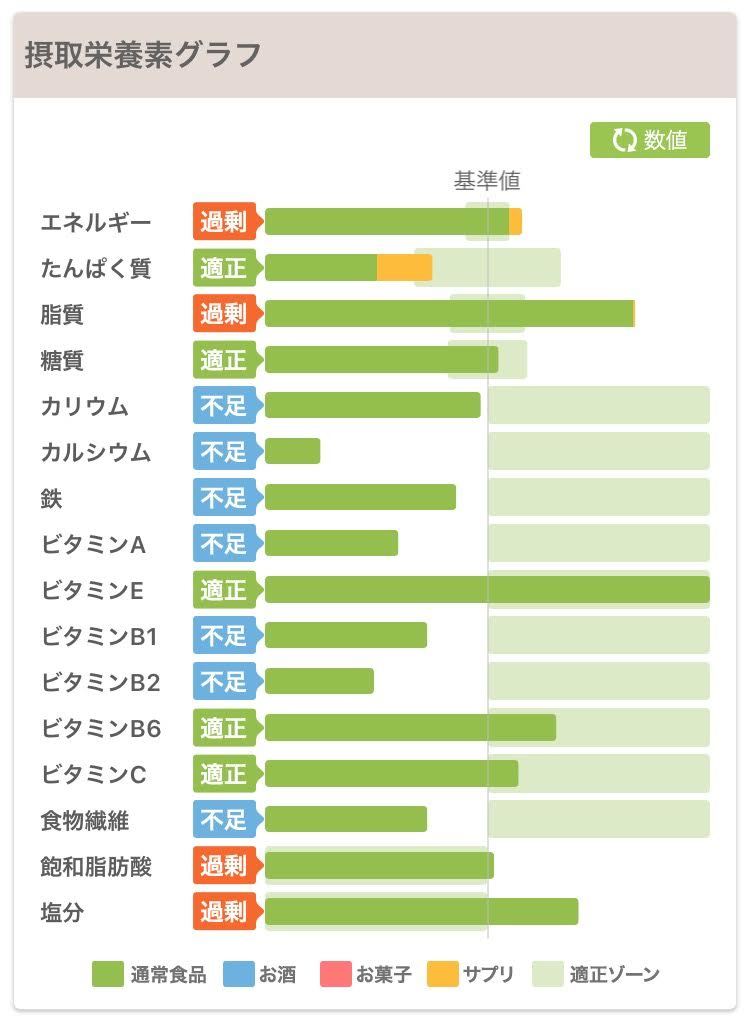 摂取栄養素グラフ
数値
基準値
エネルギー 過剰
たんぱく質 適正
脂質 過剰
糖質 適正
カリウム 不足
カルシウム 不足
鉄 不足
ビタミンA 不足
ビタミンE 適正
ビタミンB1 不足
ビタミンB2 不足
ビタミンB6 適正
ビタミンC 適正
食物繊維 不足
飽和脂肪酸 過剰
塩分 過剰
通常食品 お酒 お菓子 サプリ 適正ゾーン